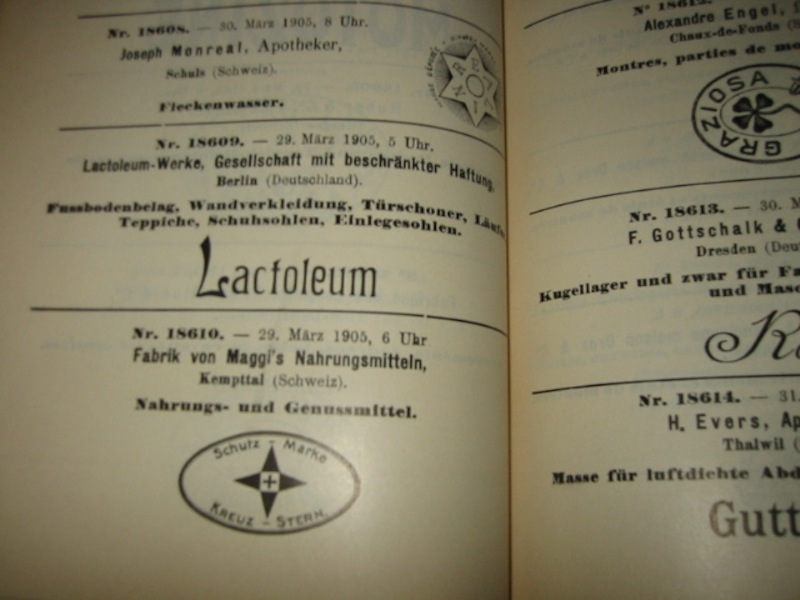 Nr. 18608. — 30. März 1905, 8 Uhr.
Joseph Monreal, Apotheker,
Schuls (Schweiz).
Fleckenwasser.
Nr. 18609. — 29. März 1905, 5 Uhr.
Lactoleum-Werke, Gesellschaft mit beschränkter Haftung,
Berlin (Deutschland).
Fussbodenbelag, Wandverkleidung, Türschoner, Läufer
Teppiche, Schuhsohlen, Einlegesohlen.
Lactoleum
Nr. 18610. — 29. März 1905, 6 Uhr
Fabrik von Maggi's Nahrungsmitteln,
Kempttal (Schweiz).
Nahrungs- und Genussmittel.
Schutz - Marke
Kreuz - Stern.
N° 18612.
Alexandre Engel,
Chaux-de-Fonds
Montres, parties de
GRAZIOSA
Nr. 18613. — 30.
F. Gottschalk &
Dresden
Kugellager und zwar für
und
Nr. 18614. — 31.
H. Evers,
Thalwil
Masse für luftdichte
Gutt